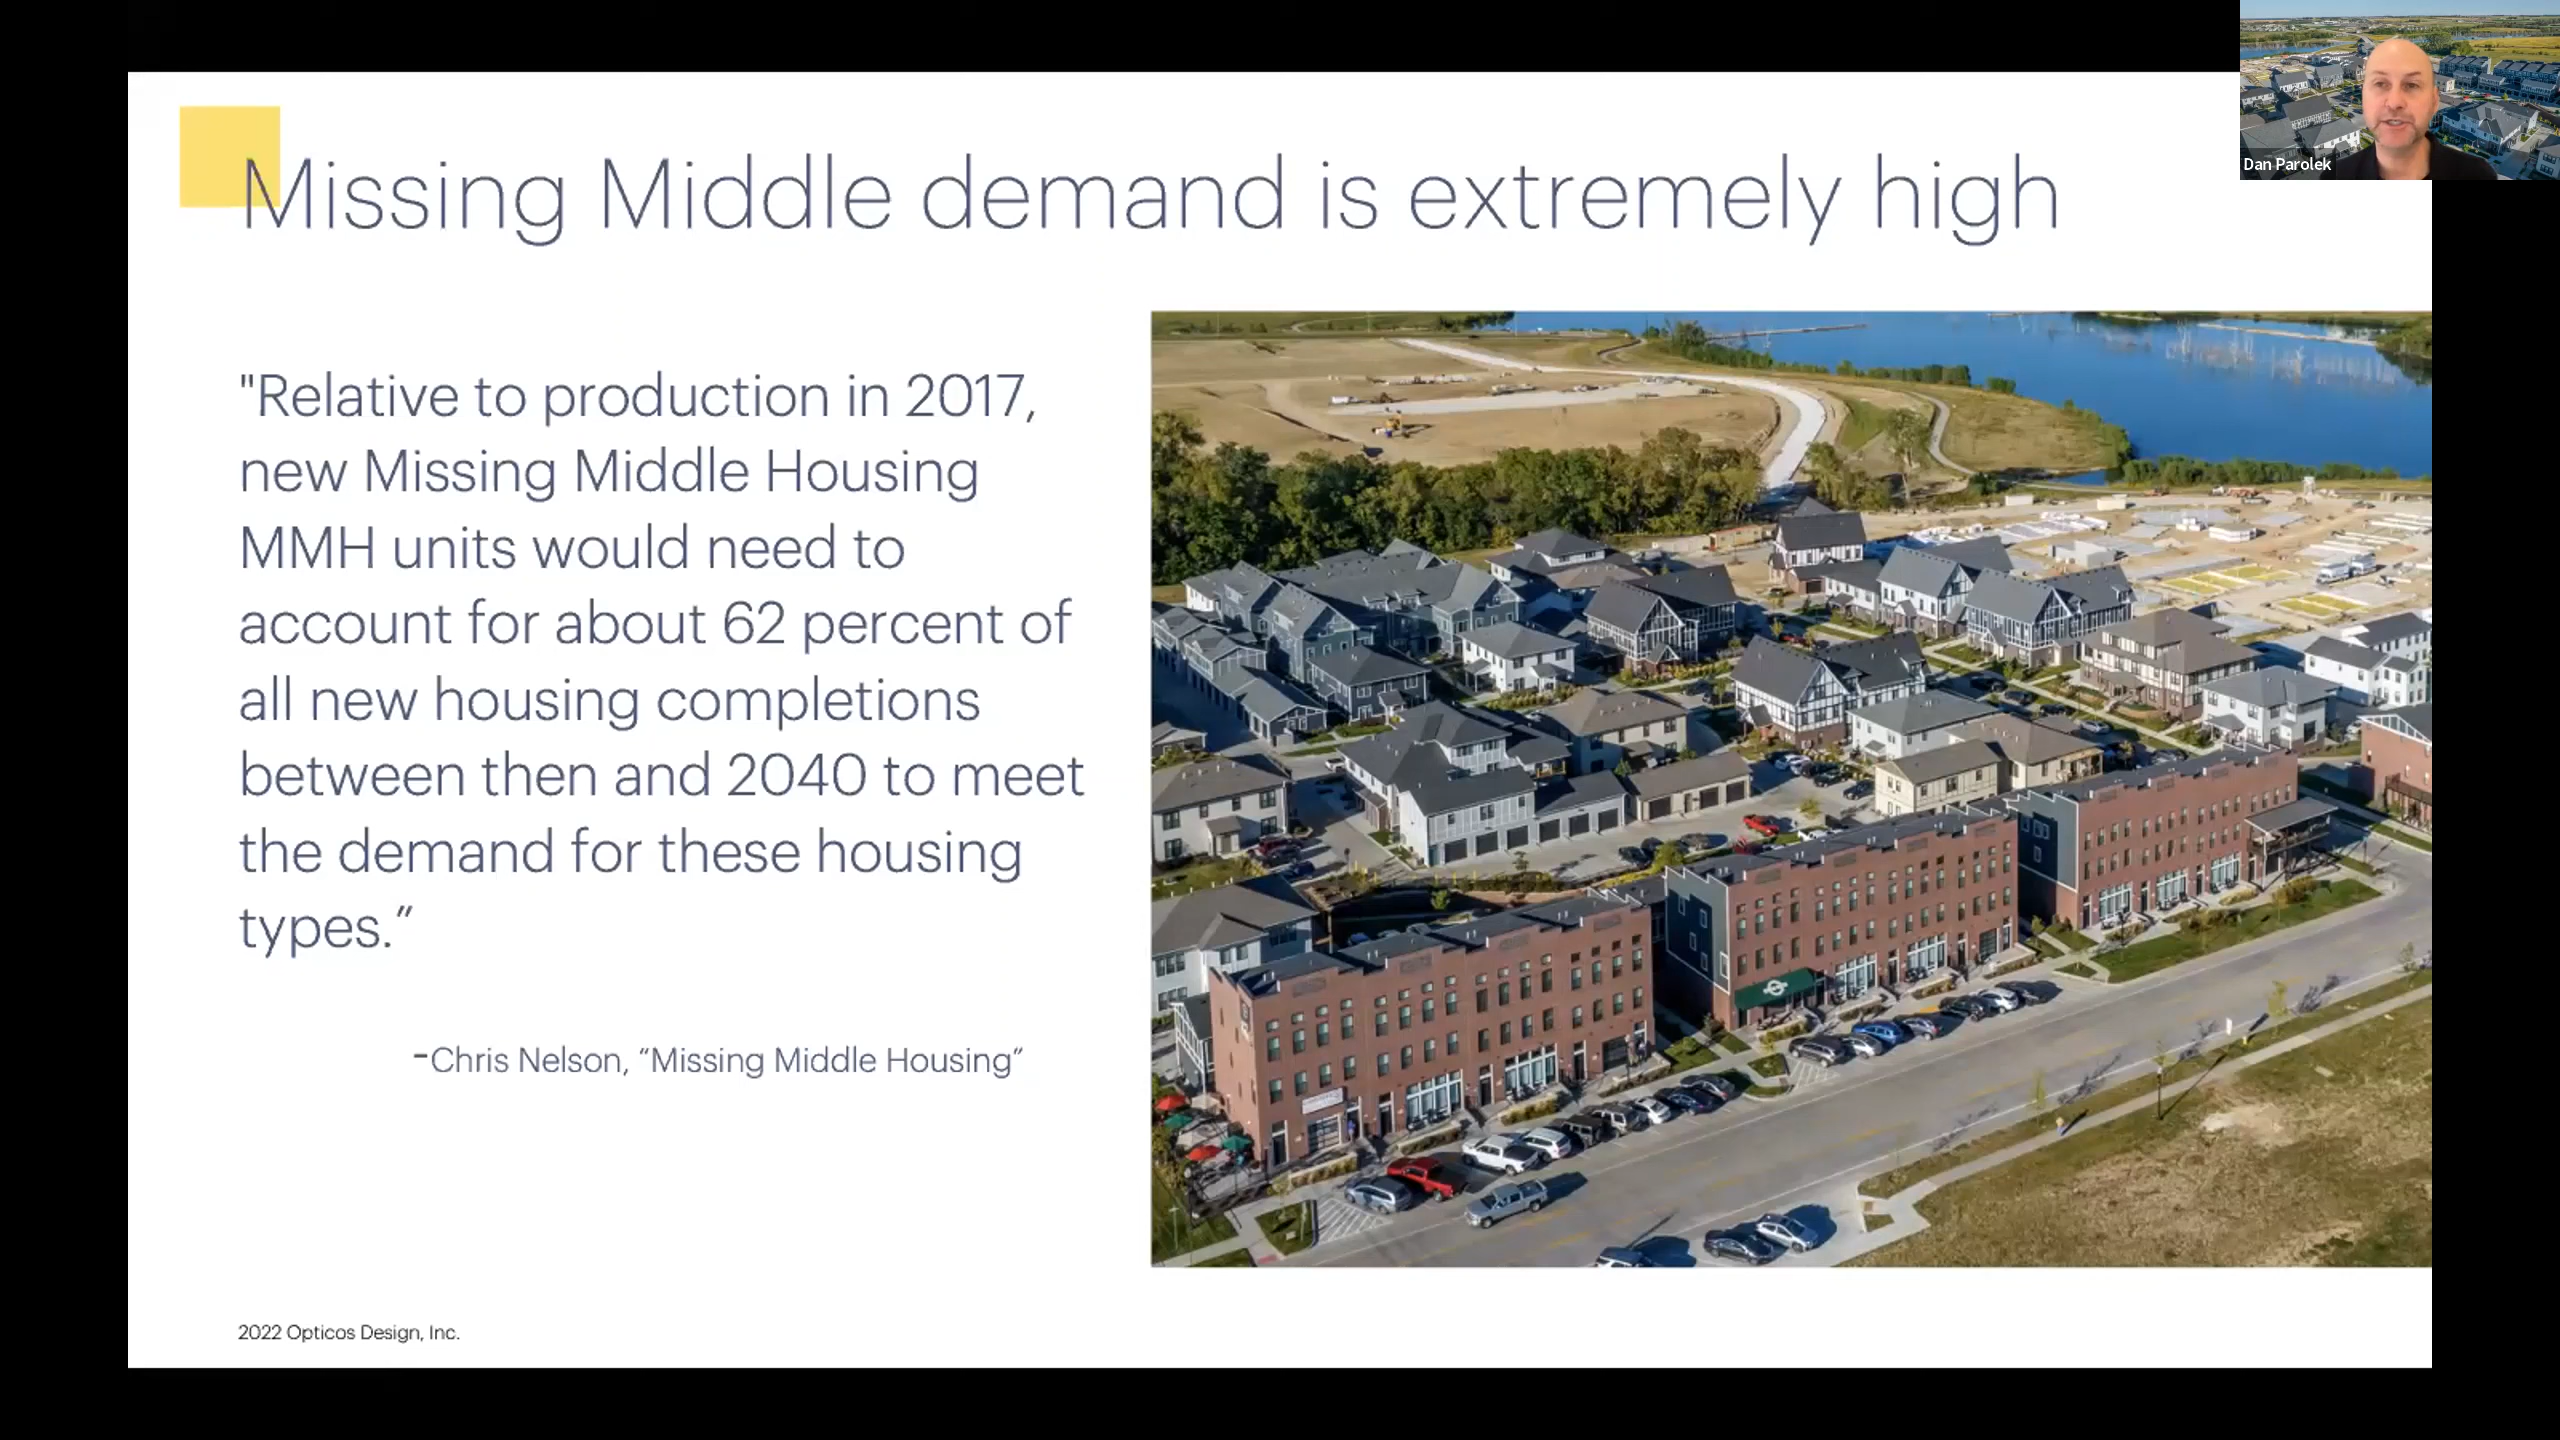 Dan Parolek
Missing Middle demand is extremely high
"Relative to production in 2017,
new Missing Middle Housing
MMH units would need to
account for about 62 percent of
all new housing completions
between then and 2040 to meet
the demand for these housing
types.”
-Chris Nelson, “Missing Middle Housing”
2022 Opticos Design, Inc.